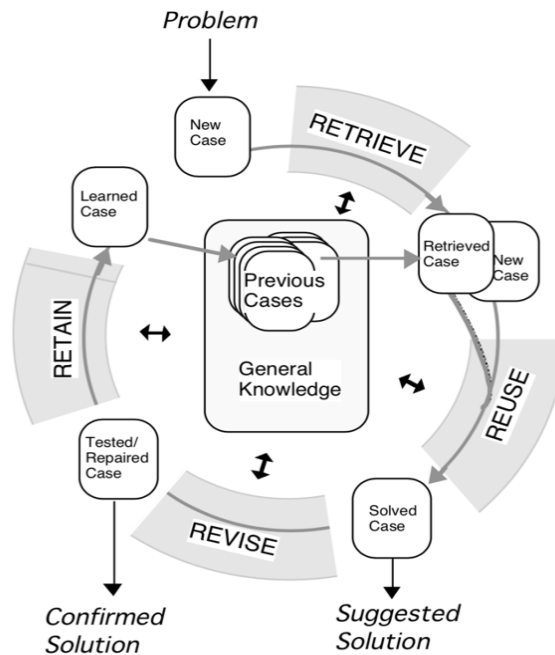 Problem
New
Case
RETRIEVE
Learned
Case
Retrieved
Case
New
Case
Previous
Cases
General
Knowledge
RETAIN
REUSE
Tested/
Repaired
Case
REVISE
Solved
Case
Confirmed
Solution
Suggested
Solution